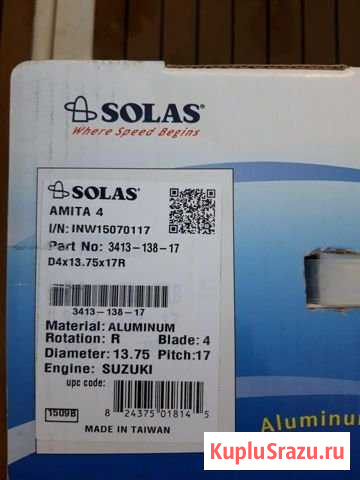 SOLAS®
Where Speed Begins
SOLAS®
AMITA 4
I/N: INW15070117
Part No: 3413-138-17
D4x13.75x17R
3413-138-17
Material: ALUMINUM
Rotation: R Blade: 4
Diameter: 13.75 Pitch: 17
Engine: SUZUKI
upc code:
1509B
8 24375 01814 5
MADE IN TAIWAN
Aluminum
KupluSrazu.ru